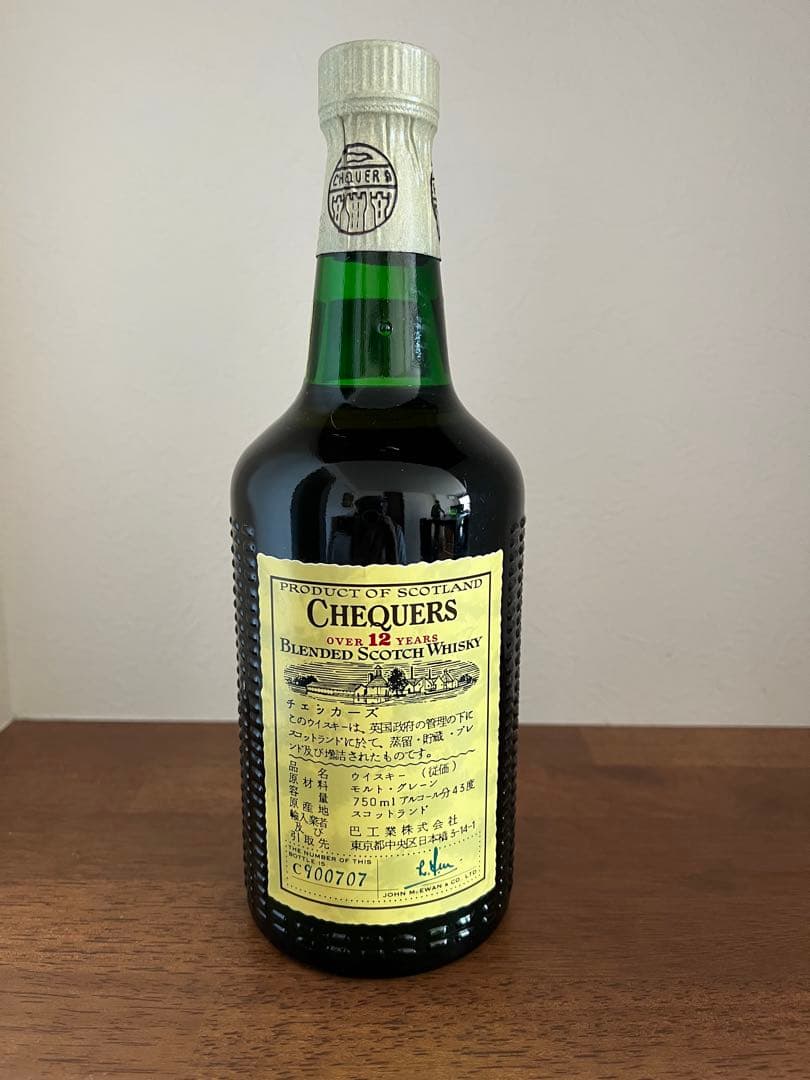 CHEQUERS
PRODUCT OF SCOTLAND
CHEQUERS
OVER 12 YEARS
BLENDED SCOTCH WHISKY
チェッカーズ
このウイスキーは、英国政府の管理の下に
スコットランドに於て、蒸留・貯蔵・ブレ
ンド及び壜詰されたものです。
品名 ウイスキー (従価)
原材料 モルト・グレーン
容量 750ml アルコール分43度
原産地 スコットランド
輸入業者
及び 巴工業株式会社
引取先 東京都中央区日本橋3-14-1
THE NUMBER OF THIS
BOTTLE IS
C900707
JOHN McEWAN & CO. LTD.